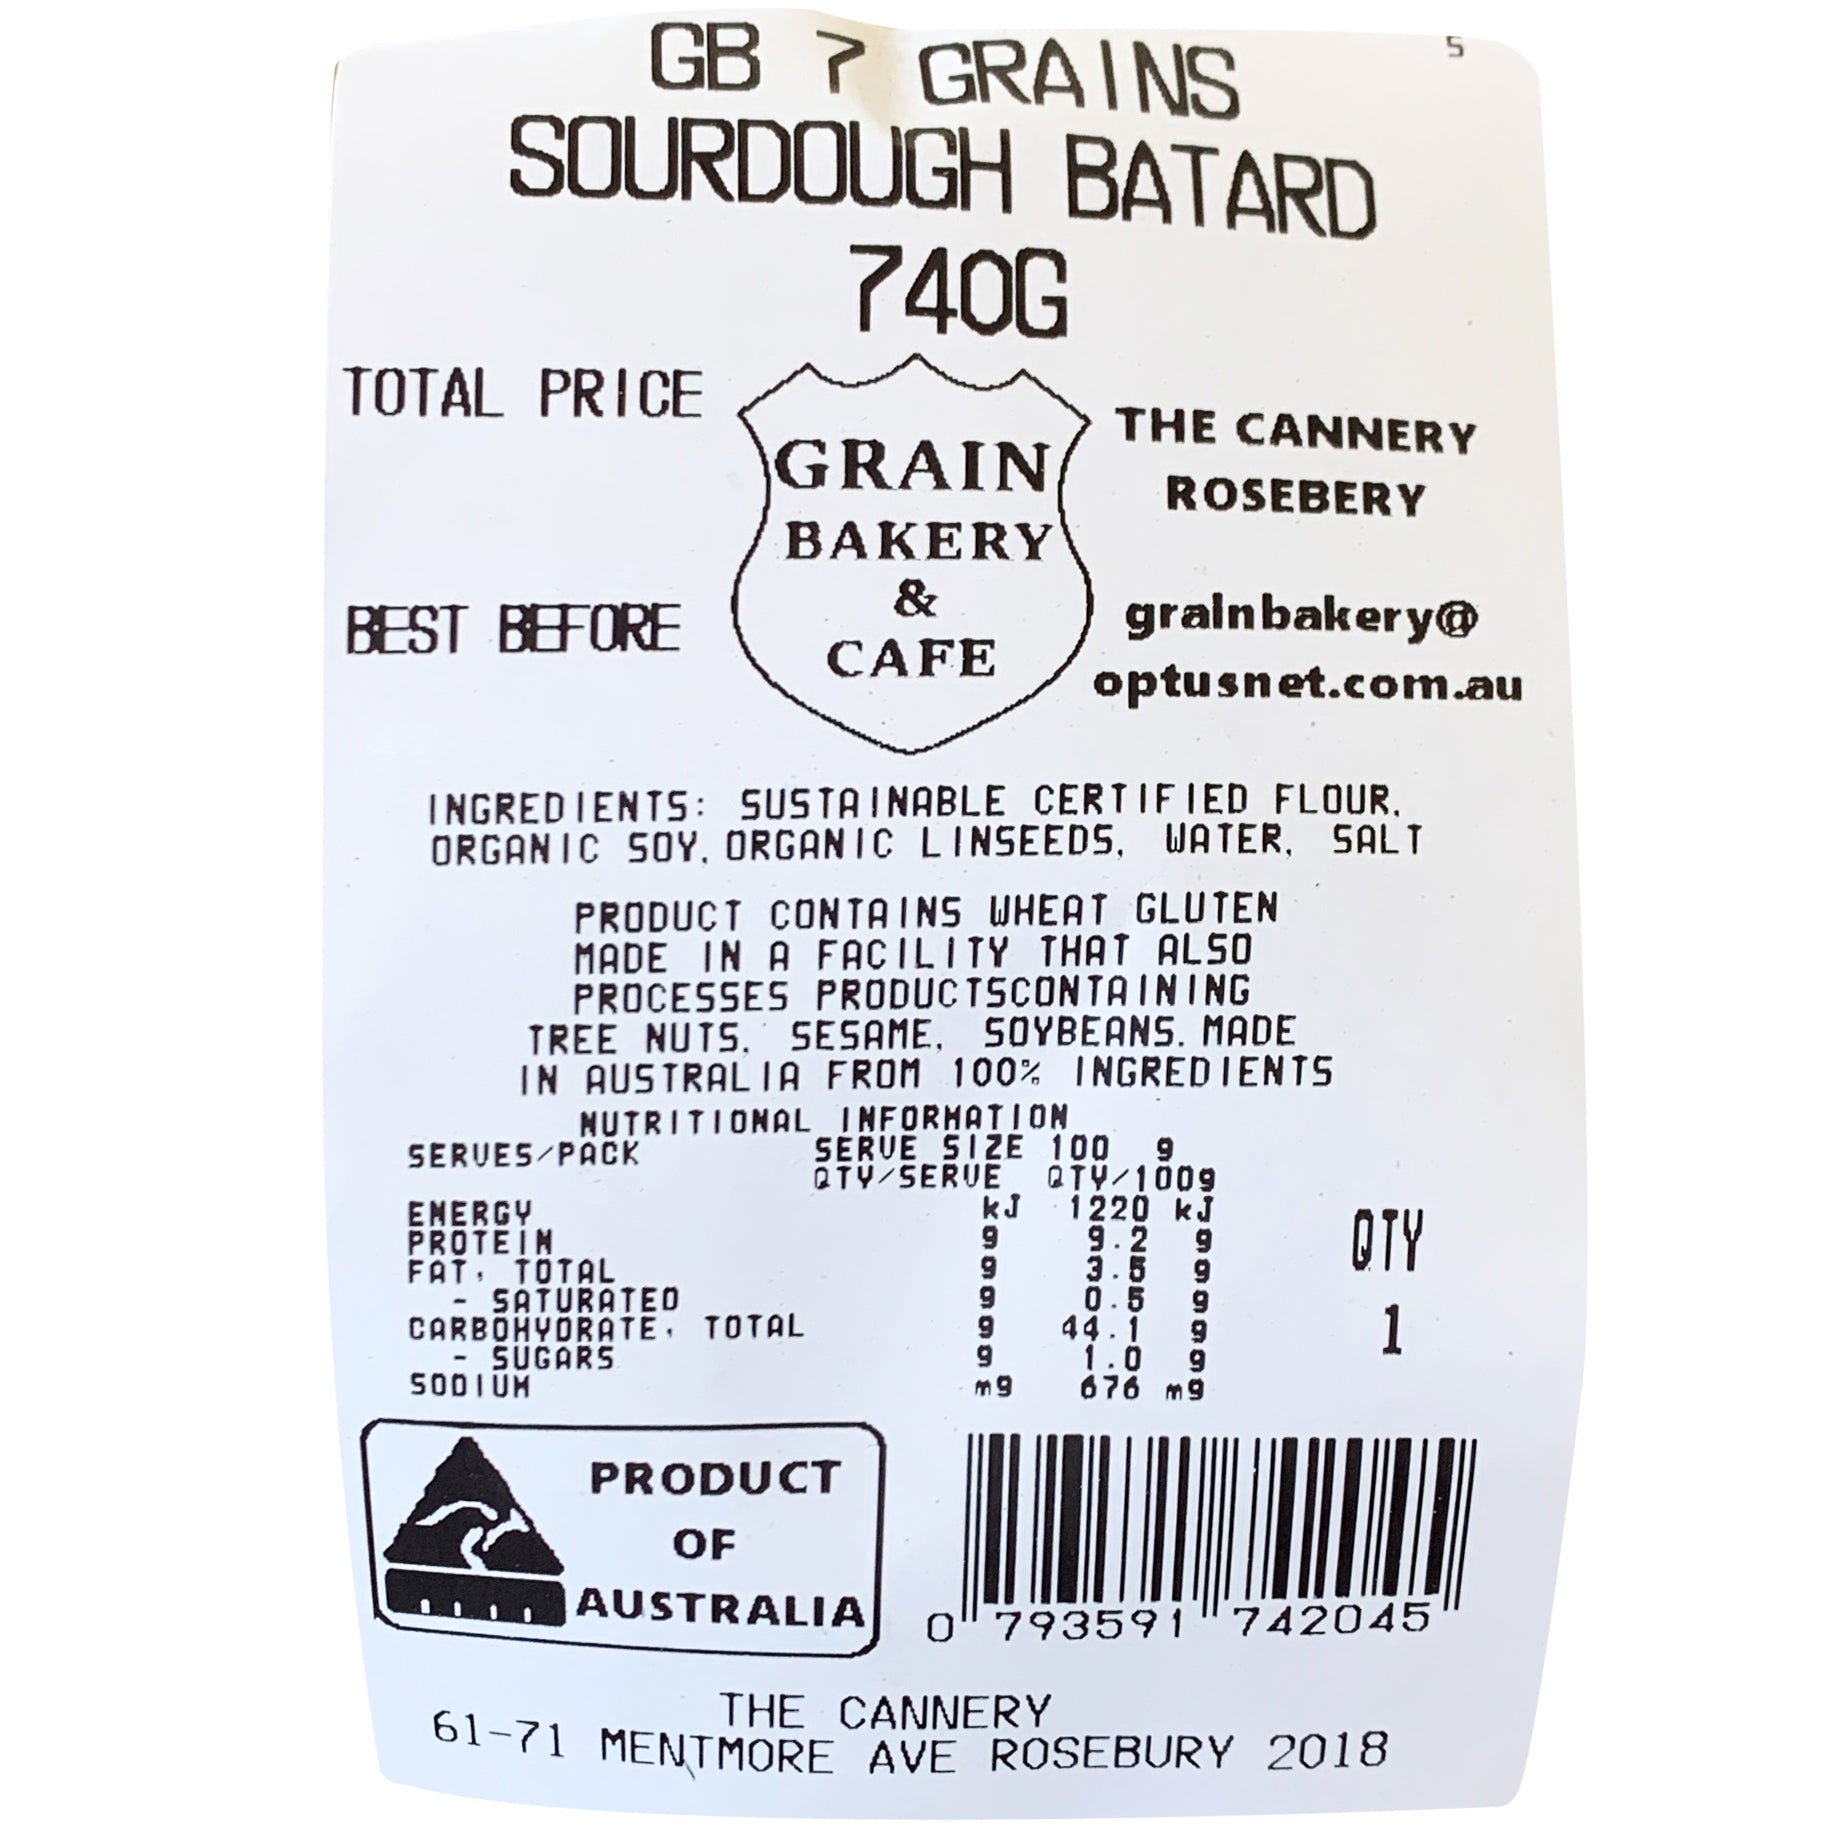 5
GB 7 GRAINS
SOURDOUGH BATARD
740G
TOTAL PRICE
GRAIN
BAKERY
&
CAFE
THE CANNERY
ROSEBERY
BEST BEFORE
grainbakery@
optusnet.com.au
INGREDIENTS: SUSTAINABLE CERTIFIED FLOUR,
ORGANIC SOY, ORGANIC LINSEEDS, WATER, SALT
PRODUCT CONTAINS WHEAT GLUTEN
MADE IN A FACILITY THAT ALSO
PROCESSES PRODUCTSCONTAINING
TREE NUTS, SESAME, SOYBEANS. MADE
IN AUSTRALIA FROM 100% INGREDIENTS
NUTRITIONAL INFORMATION
SERVES/PACK SERVE SIZE 100 g
QTY/SERVE QTY/100g
ENERGY kJ 1220 kJ
PROTEIN g 9.2 g
FAT, TOTAL g 3.5 g
- SATURATED g 0.5 g
CARBOHYDRATE, TOTAL g 44.1 g
- SUGARS g 1.0 g
SODIUM mg 676 mg
QTY
1
PRODUCT
OF
AUSTRALIA
0 793591 742045
THE CANNERY
61-71 MENTMORE AVE ROSEBURY 2018